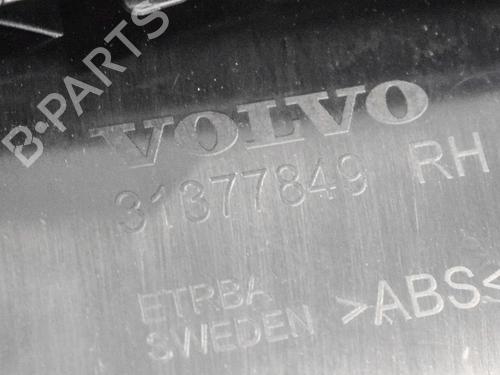 B-PARTS
VOLVO
31377849 RH
ETRBA
SWEDEN >ABS<